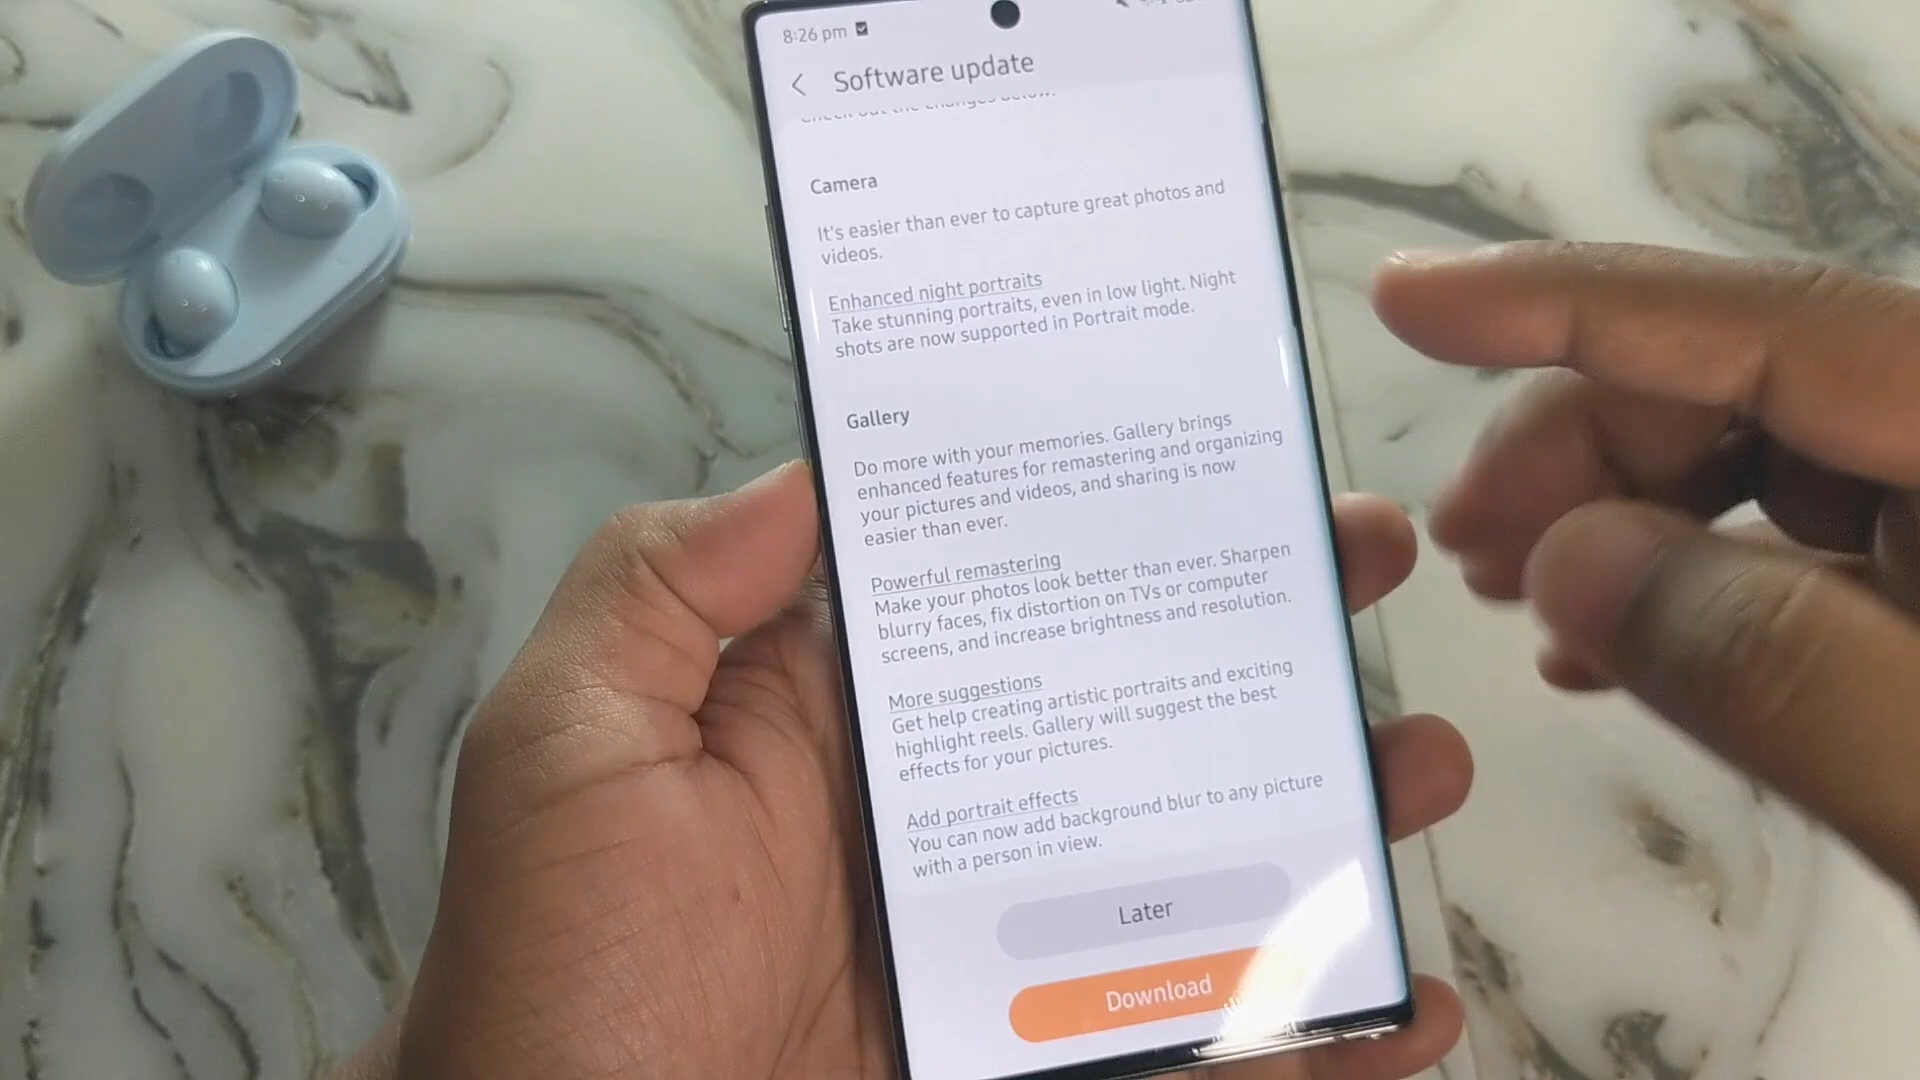 8:26 pm
Software update
Check out the changes below.
Camera
It's easier than ever to capture great photos and
videos.
Enhanced night portraits
Take stunning portraits, even in low light. Night
shots are now supported in Portrait mode.
Gallery
Do more with your memories. Gallery brings
enhanced features for remastering and organizing
your pictures and videos, and sharing is now
easier than ever.
Powerful remastering
Make your photos look better than ever. Sharpen
blurry faces, fix distortion on TVs or computer
screens, and increase brightness and resolution.
More suggestions
Get help creating artistic portraits and exciting
highlight reels. Gallery will suggest the best
effects for your pictures.
Add portrait effects
You can now add background blur to any picture
with a person in view.
Later
Download